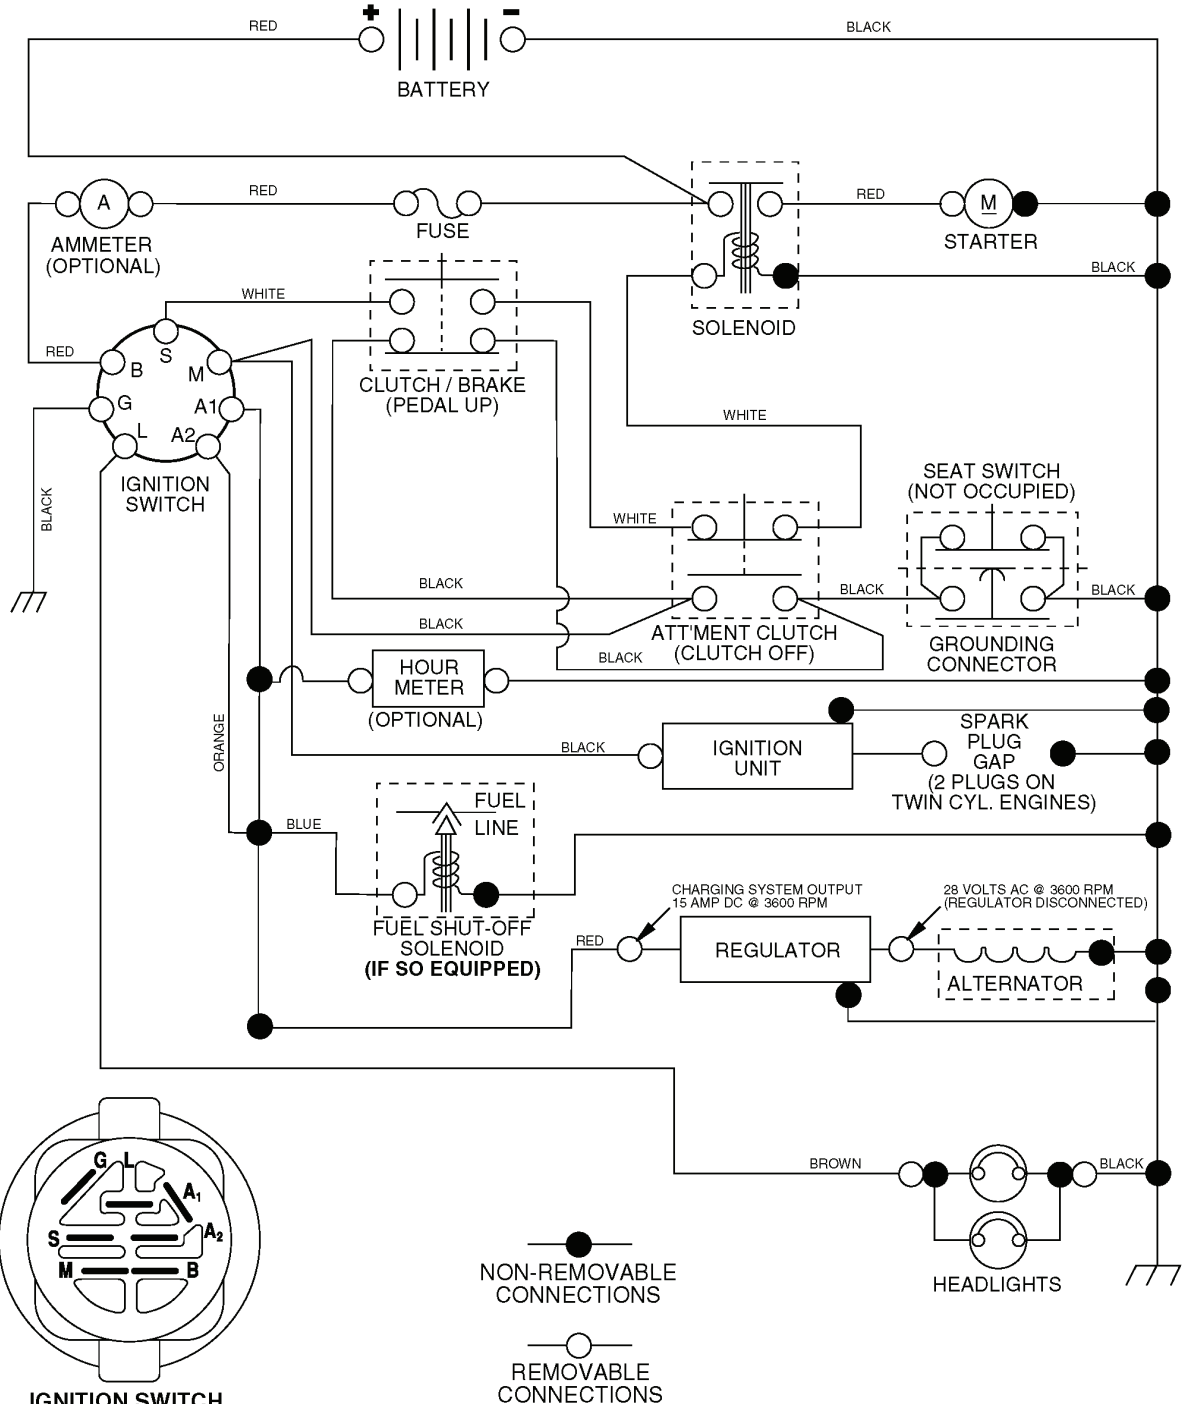 + -
RED
BLACK
BATTERY
A
RED
FUSE
RED
M
STARTER
AMMETER
(OPTIONAL)
BLACK
SOLENOID
WHITE
RED
S
B
M
G
A1
L
A2
CLUTCH / BRAKE
(PEDAL UP)
WHITE
IGNITION
SWITCH
BLACK
SEAT SWITCH
(NOT OCCUPIED)
WHITE
BLACK
BLACK
BLACK
BLACK
ATT'MENT CLUTCH
(CLUTCH OFF)
BLACK
GROUNDING
CONNECTOR
HOUR
METER
(OPTIONAL)
ORANGE
BLACK
IGNITION
UNIT
SPARK
PLUG
GAP
(2 PLUGS ON
TWIN CYL. ENGINES)
BLUE
FUEL
LINE
FUEL SHUT-OFF
SOLENOID
(IF SO EQUIPPED)
CHARGING SYSTEM OUTPUT
15 AMP DC @ 3600 RPM
28 VOLTS AC @ 3600 RPM
(REGULATOR DISCONNECTED)
RED
REGULATOR
ALTERNATOR
BROWN
BLACK
HEADLIGHTS
G L
A1
S
A2
M B
IGNITION SWITCH
NON-REMOVABLE
CONNECTIONS
REMOVABLE
CONNECTIONS